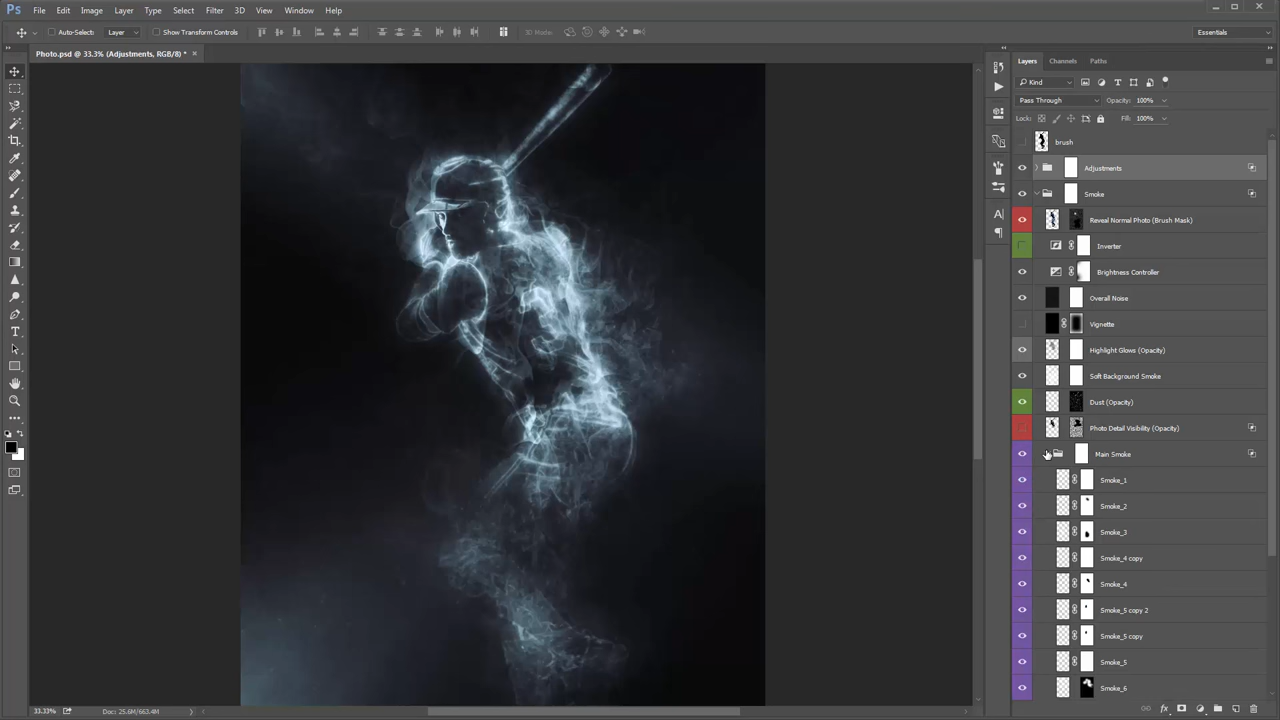 Ps File Edit Image Layer Type Select Filter 3D View Window Help
Auto-Select: Layer Show Transform Controls 3D Mode: Essentials
Photo.psd @ 33.3% (Adjustments, RGB/8) *
Layers Channels Paths
Kind
Pass Through Opacity: 100%
Lock: Fill: 100%
brush
Adjustments
Smoke
Reveal Normal Photo (Brush Mask)
Inverter
Brightness Controller
Overall Noise
Vignette
Highlight Glows (Opacity)
Soft Background Smoke
Dust (Opacity)
Photo Detail Visibility (Opacity)
Main Smoke
Smoke_1
Smoke_2
Smoke_3
Smoke_4 copy
Smoke_4
Smoke_5 copy 2
Smoke_5 copy
Smoke_5
Smoke_6
33.33% Doc: 25.6M/663.4M